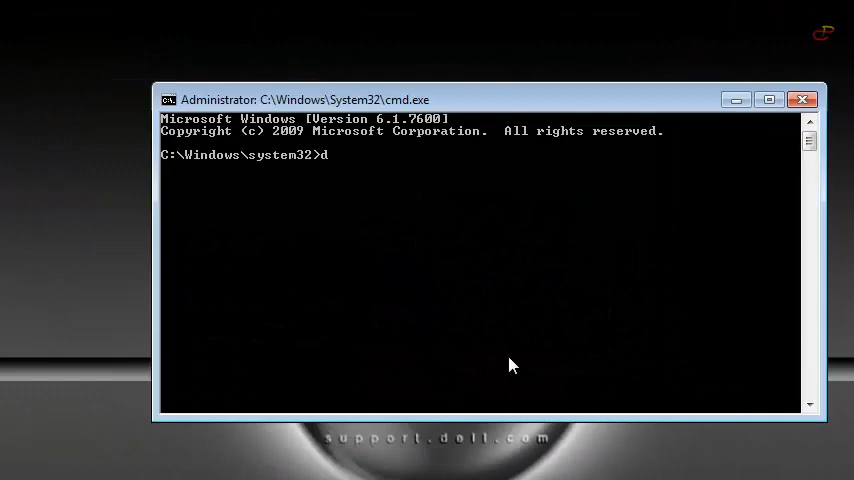 Administrator: C:\Windows\System32\cmd.exe
Microsoft Windows [Version 6.1.7600]
Copyright (c) 2009 Microsoft Corporation.  All rights reserved.
C:\Windows\system32>d
support.dell.com